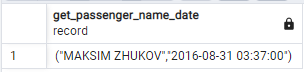 get_passenger_name_date
record
1 ("MAKSIM ZHUKOV","2016-08-31 03:37:00")